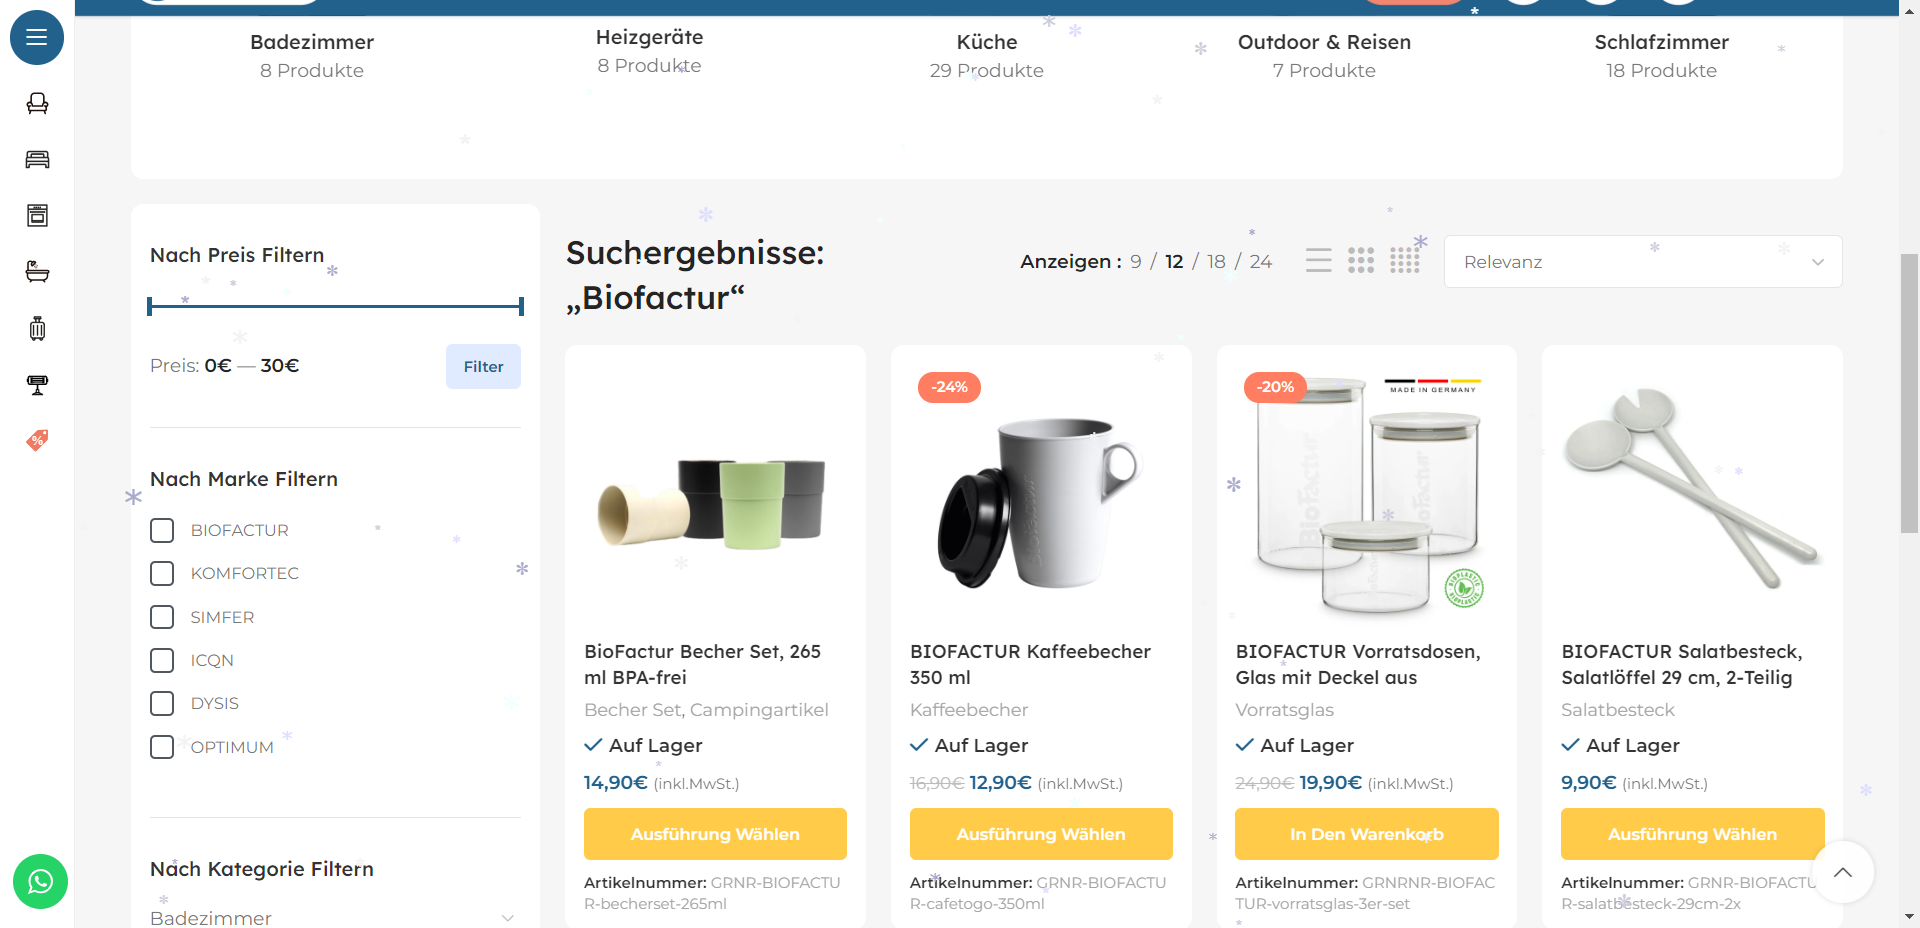 Badezimmer
8 Produkte
Heizgeräte
8 Produkte
Küche
29 Produkte
Outdoor & Reisen
7 Produkte
Schlafzimmer
18 Produkte
Nach Preis Filtern
Preis: 0€ — 30€
Filter
Nach Marke Filtern
BIOFACTUR
KOMFORTEC
SIMFER
ICQN
DYSIS
OPTIMUM
Nach Kategorie Filtern
Badezimmer
Suchergebnisse:
„Biofactur“
Anzeigen : 9 / 12 / 18 / 24
Relevanz
BioFactur Becher Set, 265
ml BPA-frei
Becher Set, Campingartikel
Auf Lager
14,90€ (inkl.MwSt.)
Ausführung Wählen
Artikelnummer: GRNR-BIOFACTU
R-becherset-265ml
-24%
BIOFACTUR Kaffeebecher
350 ml
Kaffeebecher
Auf Lager
16,90€ 12,90€ (inkl.MwSt.)
Ausführung Wählen
Artikelnummer: GRNR-BIOFACTU
R-cafetogo-350ml
-20%
MADE IN GERMANY
BioFactur
BioFactur
BIOPLASTIC
BIOPLASTIC
BIOFACTUR Vorratsdosen,
Glas mit Deckel aus
Vorratsglas
Auf Lager
24,90€ 19,90€ (inkl.MwSt.)
In Den Warenkorb
Artikelnummer: GRNRNR-BIOFAC
TUR-vorratsglas-3er-set
BIOFACTUR Salatbesteck,
Salatlöffel 29 cm, 2-Teilig
Salatbesteck
Auf Lager
9,90€ (inkl.MwSt.)
Ausführung Wählen
Artikelnummer: GRNR-BIOFACTU
R-salatbesteck-29cm-2x